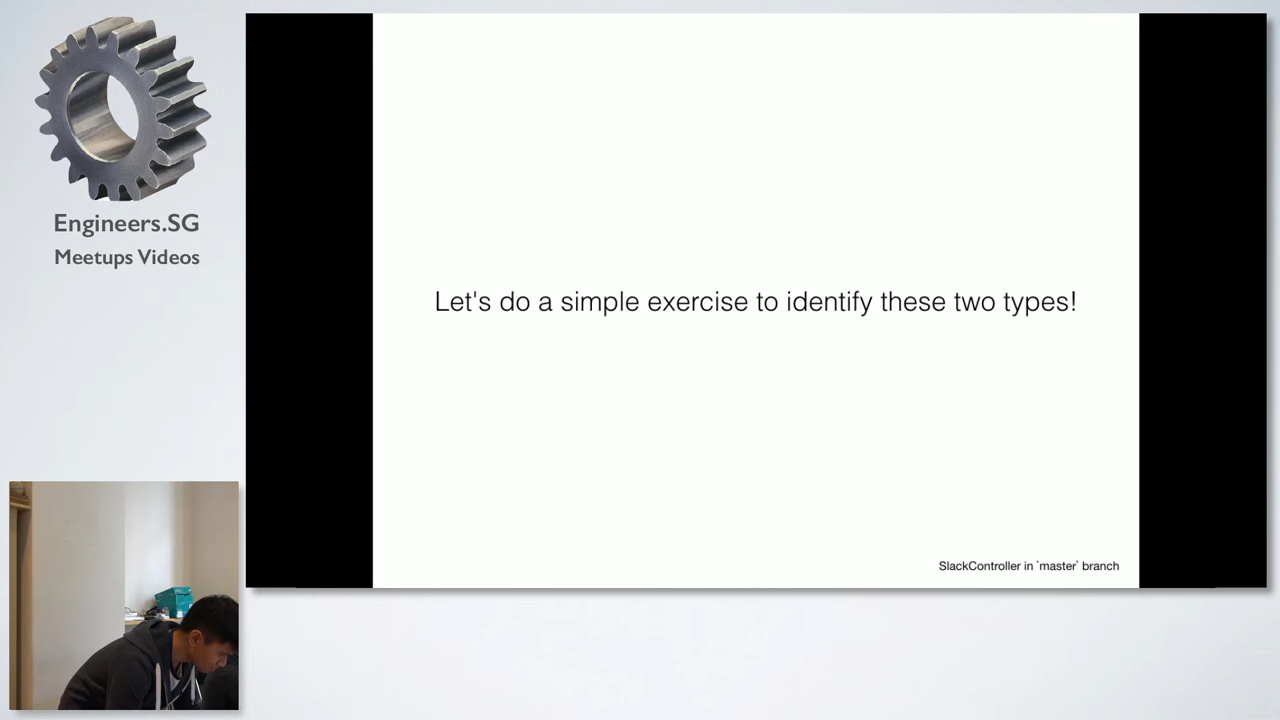 Engineers.SG
Meetups Videos
Let's do a simple exercise to identify these two types!
SlackController in `master` branch